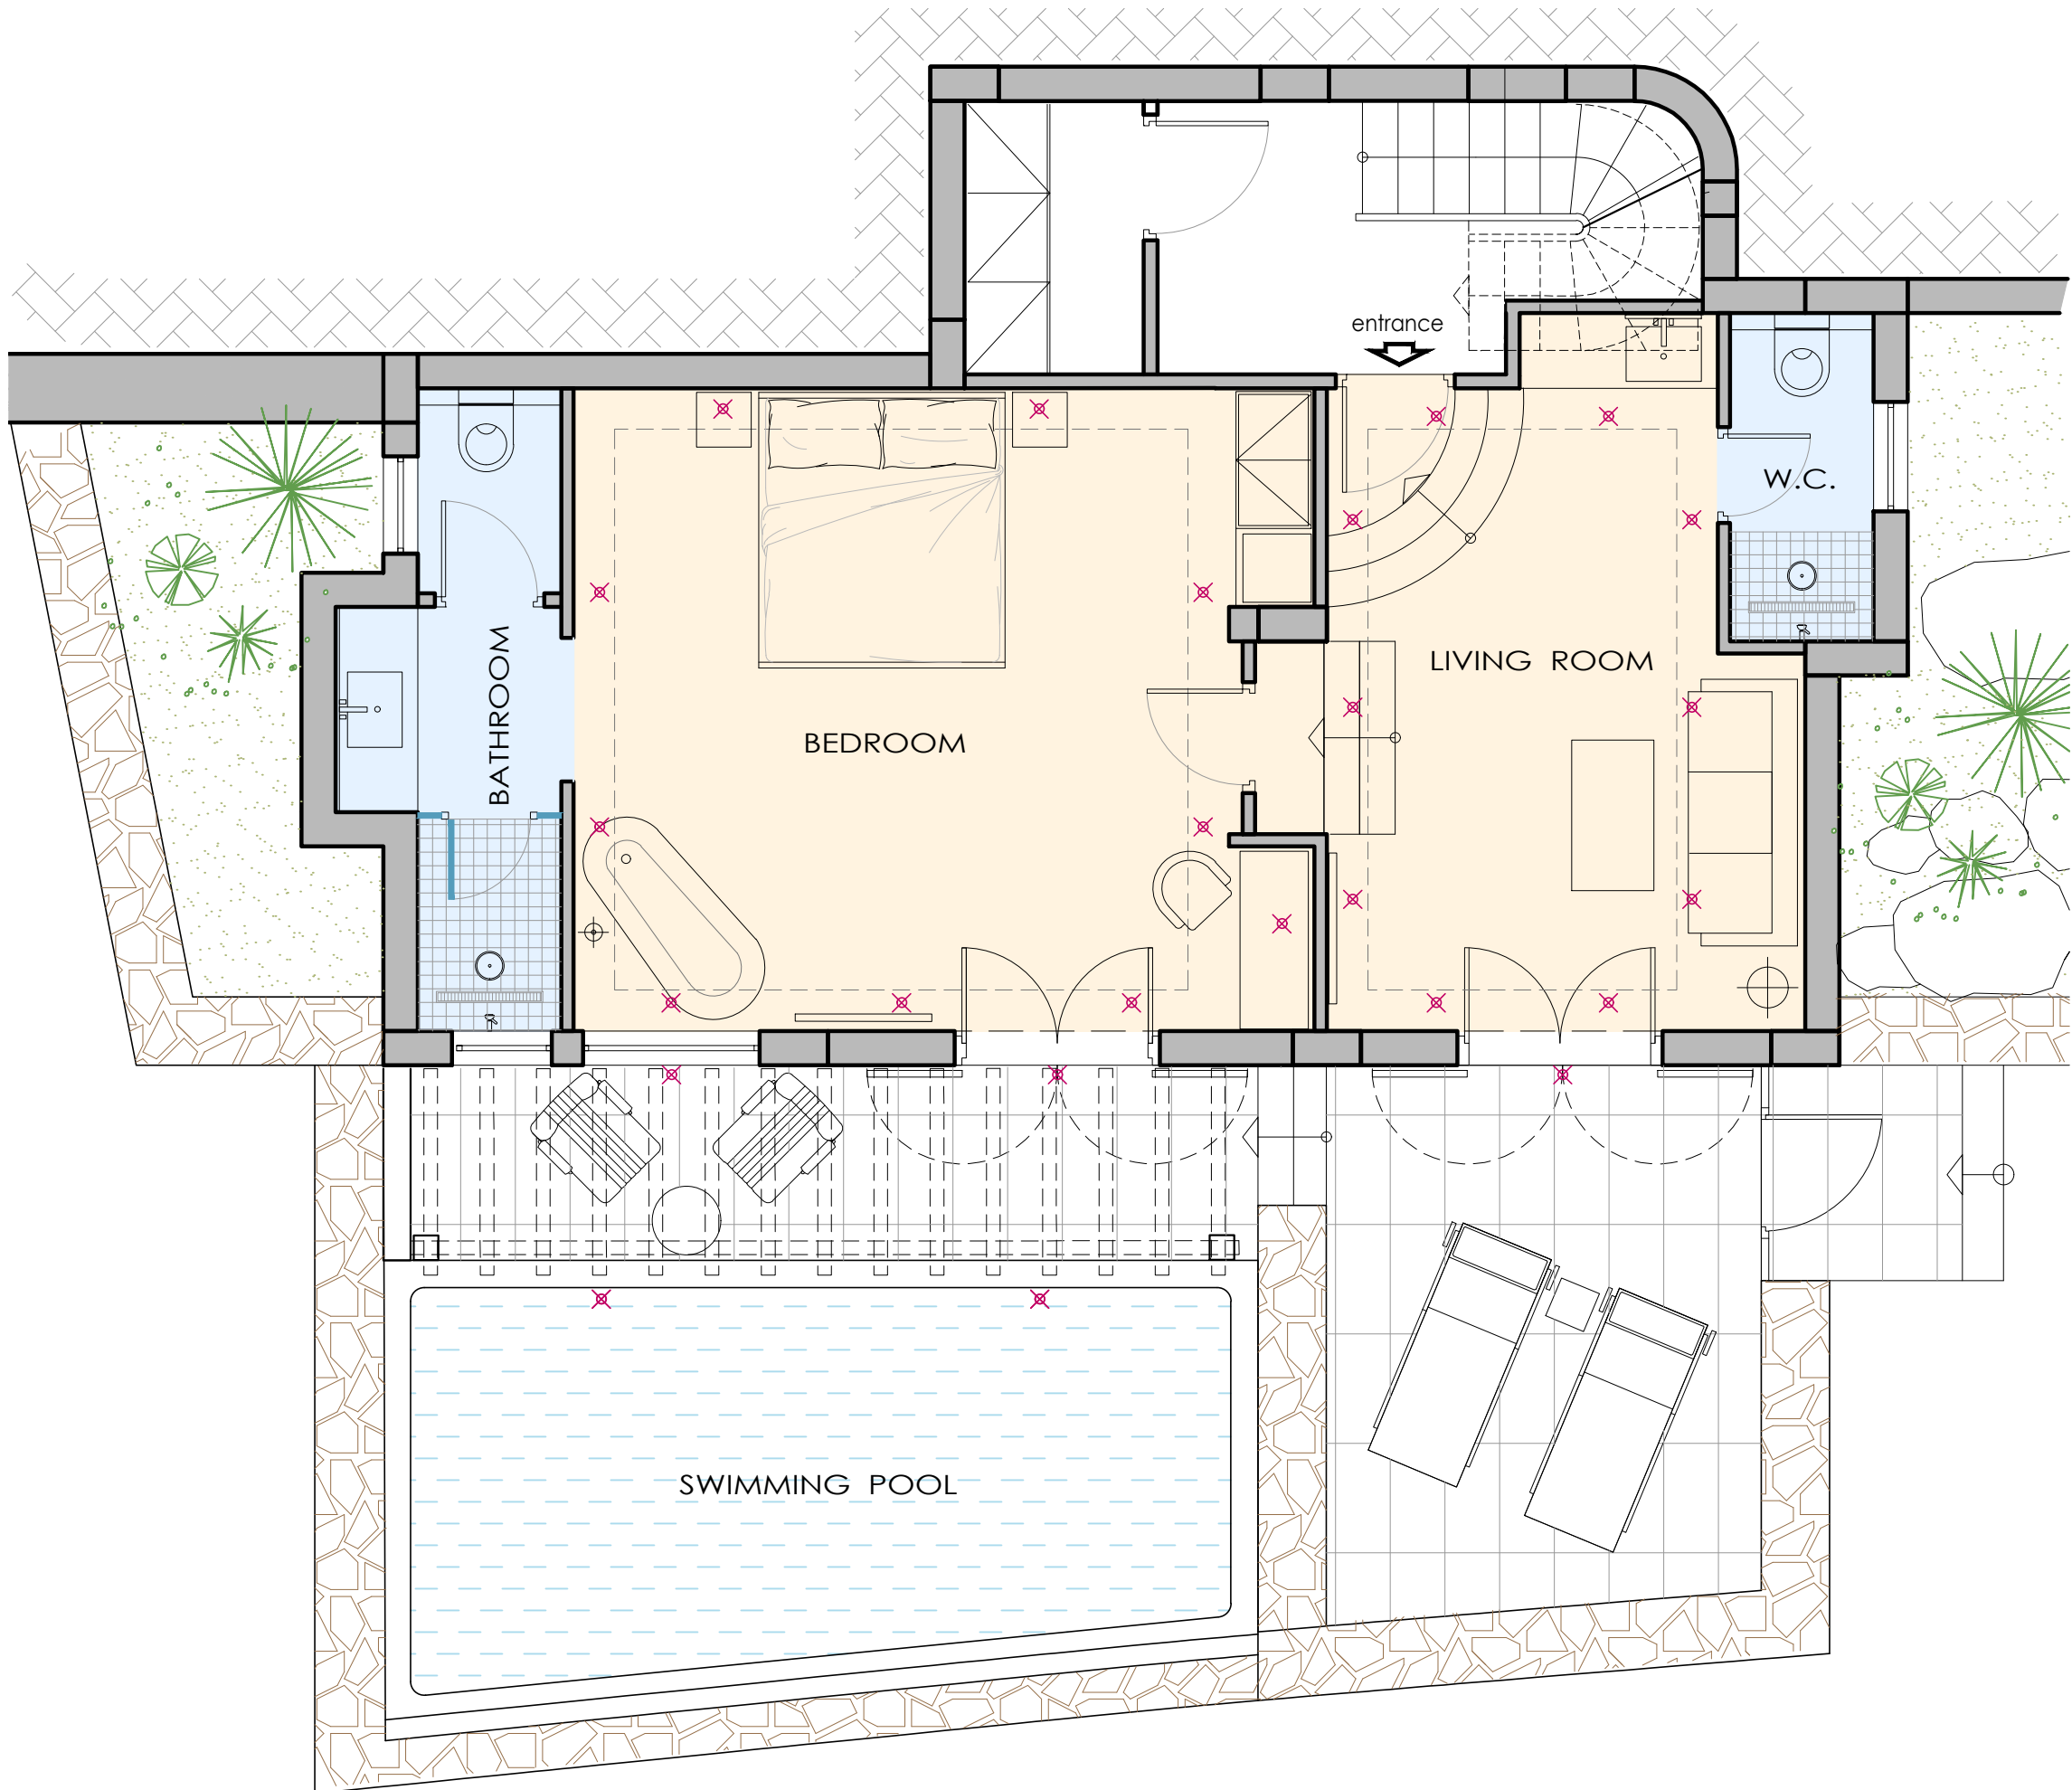 entrance
W.C.
LIVING ROOM
BATHROOM
BEDROOM
SWIMMING POOL